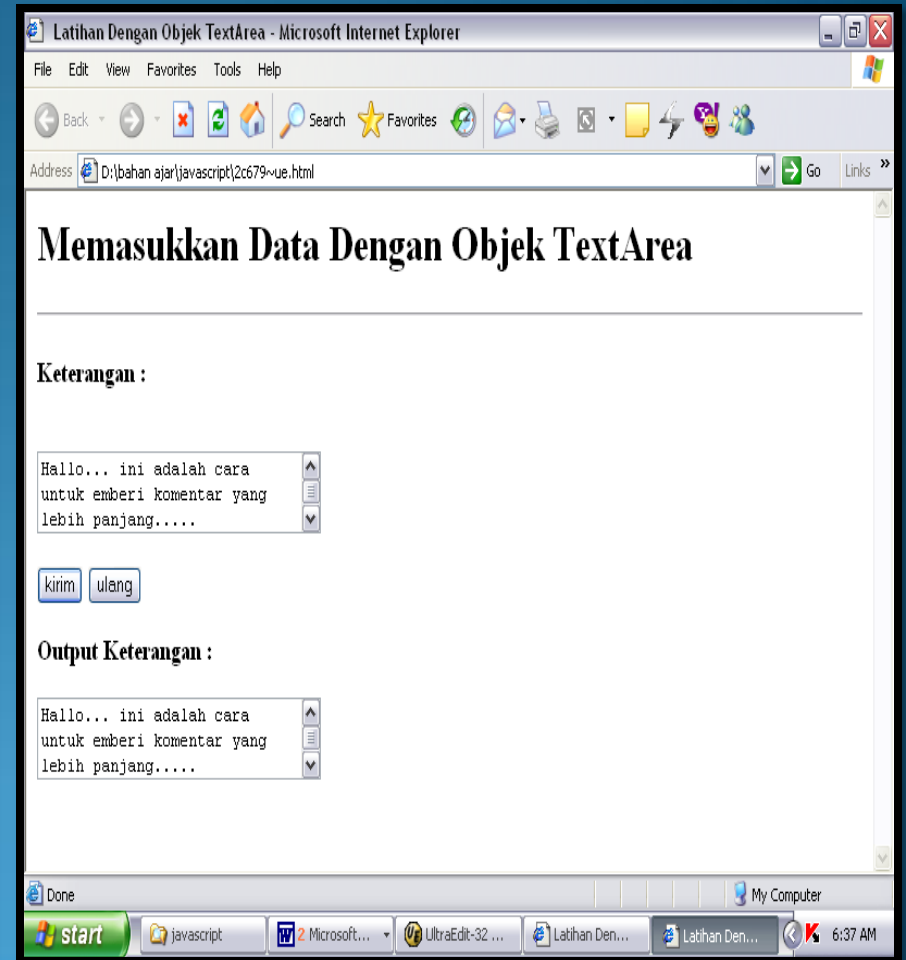 Latihan Dengan Objek TextArea - Microsoft Internet Explorer
File Edit View Favorites Tools Help
Back Search Favorites
Address D:\bahan ajar\javascript\2c679~ue.html Go Links »
Memasukkan Data Dengan Objek TextArea
Keterangan :
Hallo... ini adalah cara
untuk emberi komentar yang
lebih panjang.....
kirim ulang
Output Keterangan :
Hallo... ini adalah cara
untuk emberi komentar yang
lebih panjang.....
Done My Computer
start javascript 2 Microsoft... UltraEdit-32 ... Latihan Den... Latihan Den... 6:37 AM